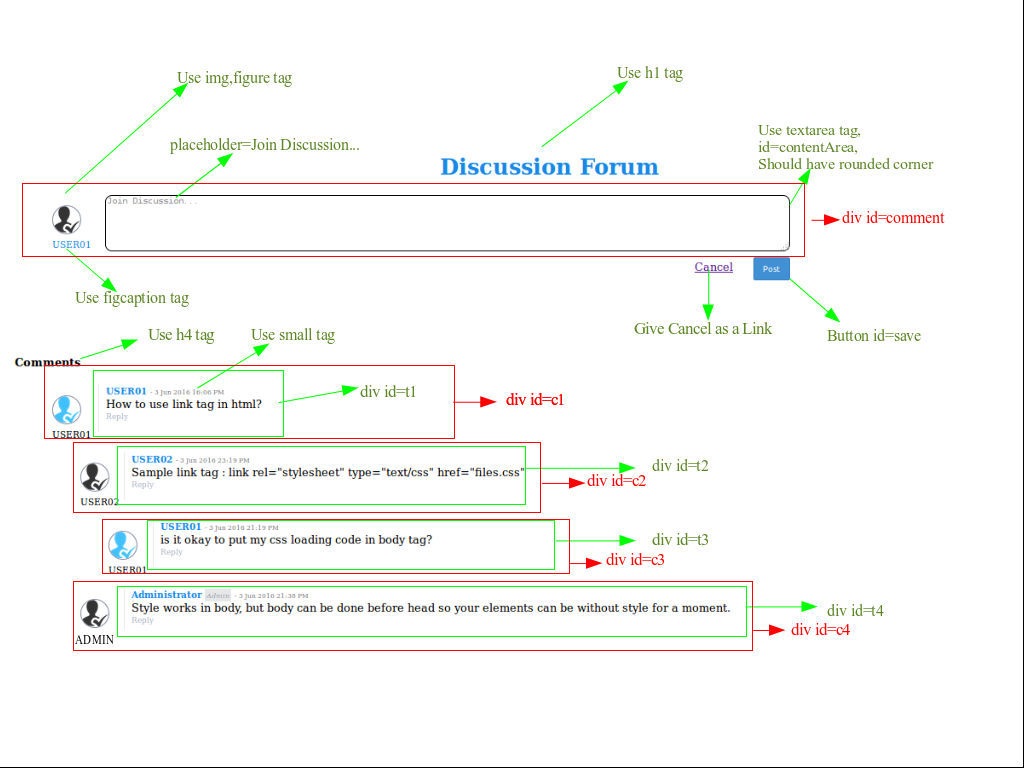 Use h1 tag
Use img,figure tag
Use textarea tag,
id=contentArea,
Should have rounded corner
placeholder=Join Discussion...
Discussion Forum
Join Discussion...
USER01
div id=comment
Cancel
Post
Use figcaption tag
Give Cancel as a Link
Button id=save
Use h4 tag
Use small tag
Comments
USER01 - 3 Jun 2016 16-06 PM
How to use link tag in html?
Reply
USER01
div id=t1
div id=c1
USER02 - 3 Jun 2016 23:19 PM
Sample link tag : link rel="stylesheet" type="text/css" href="files.css"
Reply
USER02
div id=t2
div id=c2
USER01 - 3 Jun 2016 21:19 PM
is it okay to put my css loading code in body tag?
Reply
USER01
div id=t3
div id=c3
Administrator Admin - 3 Jun 2016 21:30 PM
Style works in body, but body can be done before head so your elements can be without style for a moment.
Reply
ADMIN
div id=t4
div id=c4